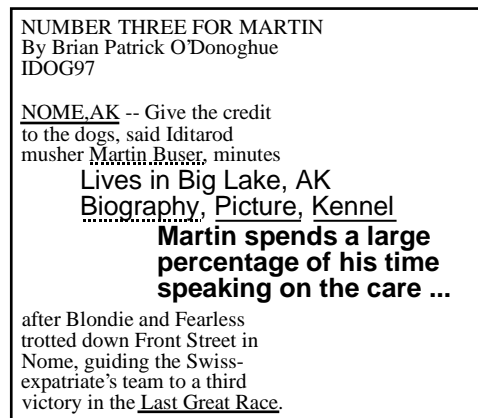 NUMBER THREE FOR MARTIN
By Brian Patrick O'Donoghue
IDOG97
NOME,AK -- Give the credit
to the dogs, said Iditarod
musher Martin Buser, minutes
Lives in Big Lake, AK
Biography, Picture, Kennel
Martin spends a large
percentage of his time
speaking on the care ...
after Blondie and Fearless
trotted down Front Street in
Nome, guiding the Swiss-
expatriate's team to a third
victory in the Last Great Race.